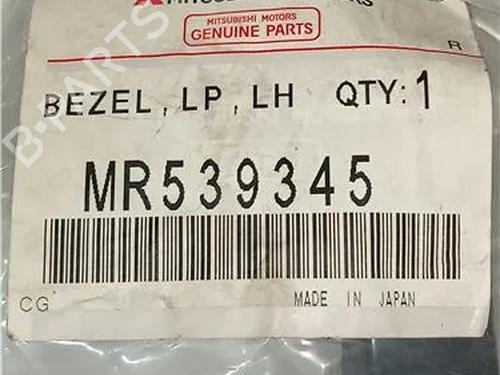 MITSUBISHI MOTORS
GENUINE PARTS
R
BEZEL, LP, LH QTY:1
MR539345
CG
MADE IN JAPAN
B-PARTS